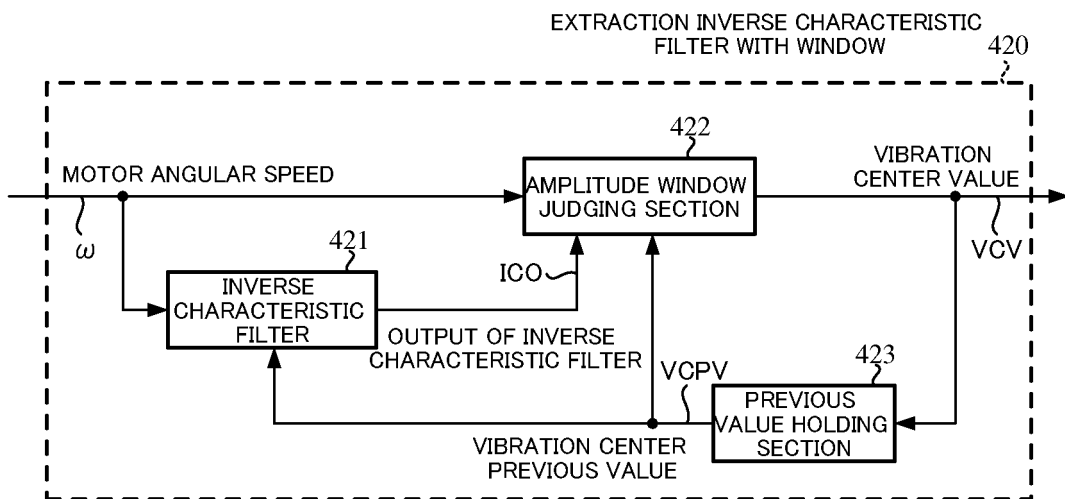 EXTRACTION INVERSE CHARACTERISTIC
FILTER WITH WINDOW
420
422
MOTOR ANGULAR SPEED
AMPLITUDE WINDOW
JUDGING SECTION
VIBRATION
CENTER VALUE
ω
VCV
421
ICO
INVERSE
CHARACTERISTIC
FILTER
OUTPUT OF INVERSE
CHARACTERISTIC FILTER
VCPV
423
PREVIOUS
VALUE HOLDING
SECTION
VIBRATION CENTER
PREVIOUS VALUE